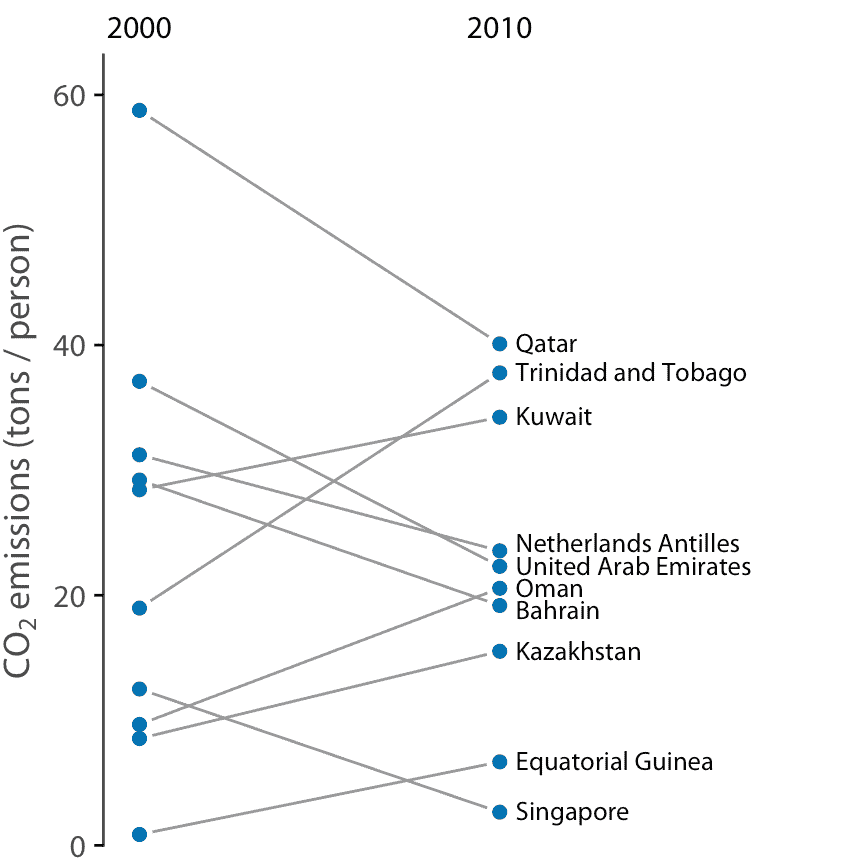 2000 2010
60
40
20
0
CO2 emissions (tons / person)
Qatar
Trinidad and Tobago
Kuwait
Netherlands Antilles
United Arab Emirates
Oman
Bahrain
Kazakhstan
Equatorial Guinea
Singapore